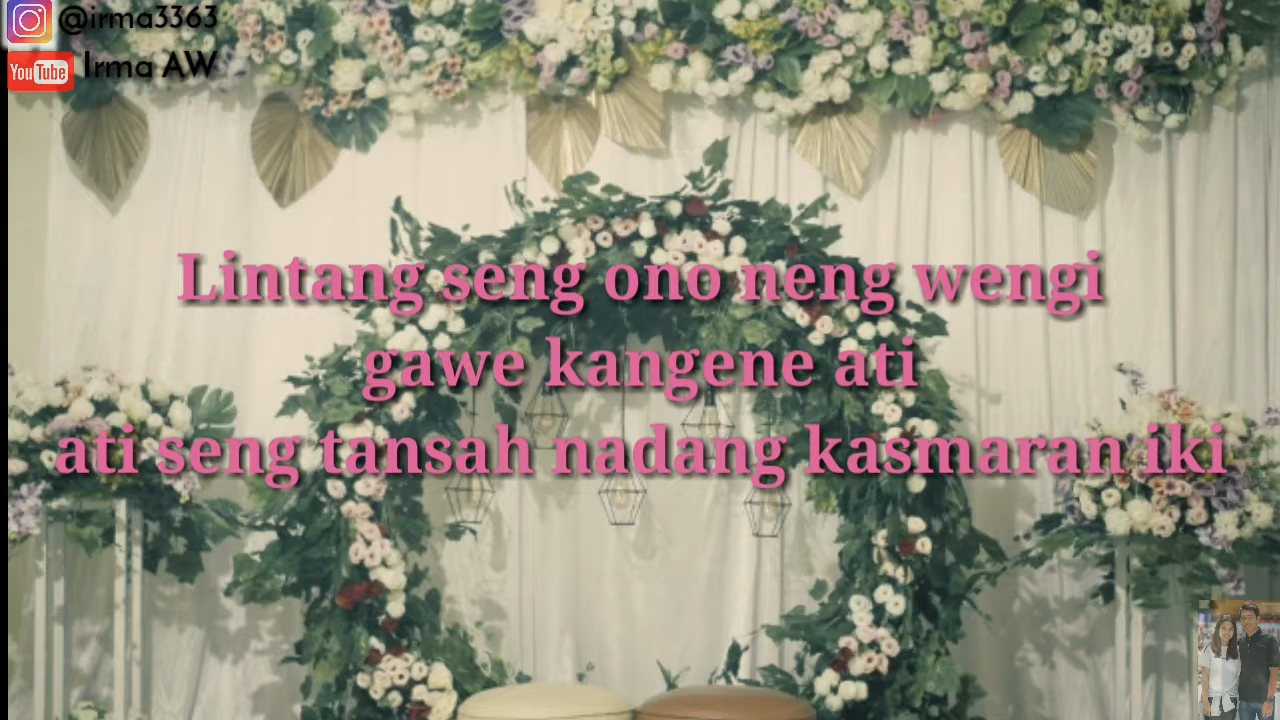 @irma3363
YouTube Irma AW
Lintang seng ono neng wengi
gawe kangene ati
ati seng tansah nadang kasmaran iki